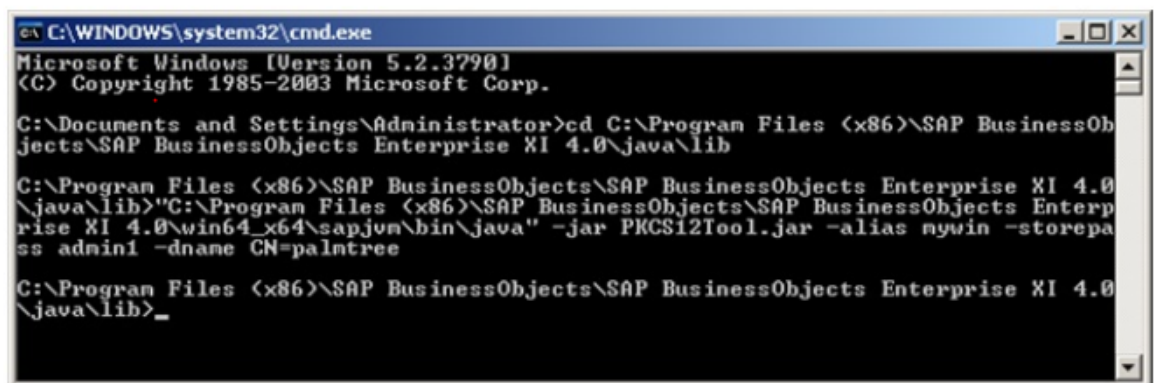 C:\WINDOWS\system32\cmd.exe
Microsoft Windows [Version 5.2.3790]
(C) Copyright 1985-2003 Microsoft Corp.
C:\Documents and Settings\Administrator>cd C:\Program Files (x86)\SAP BusinessOb
jects\SAP BusinessObjects Enterprise XI 4.0\java\lib
C:\Program Files (x86)\SAP BusinessObjects\SAP BusinessObjects Enterprise XI 4.0
\java\lib>"C:\Program Files (x86)\SAP BusinessObjects\SAP BusinessObjects Enterp
rise XI 4.0\win64_x64\sapjvm\bin\java" -jar PKCS12Tool.jar -alias mywin -storepa
ss admin1 -dname CN=palmtree
C:\Program Files (x86)\SAP BusinessObjects\SAP BusinessObjects Enterprise XI 4.0
\java\lib>_